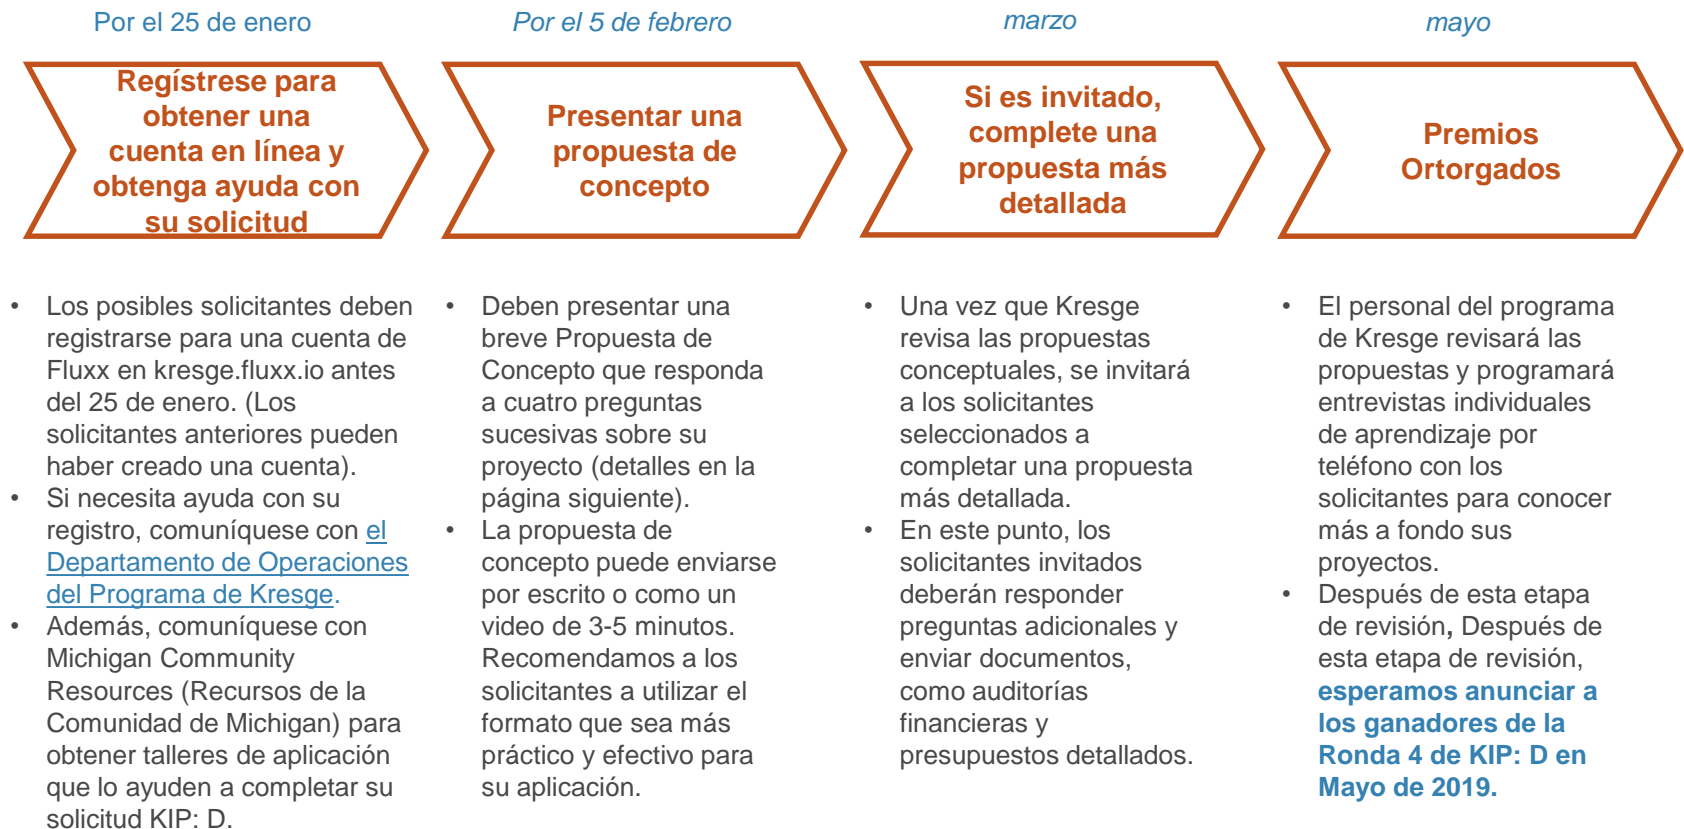 Por el 25 de enero
Regístrese para
obtener una
cuenta en línea y
obtenga ayuda con
su solicitud
• Los posibles solicitantes deben
registrarse para una cuenta de
Fluxx en kresge.fluxx.io antes
del 25 de enero. (Los
solicitantes anteriores pueden
haber creado una cuenta).
• Si necesita ayuda con su
registro, comuníquese con el
Departamento de Operaciones
del Programa de Kresge.
• Además, comuníquese con
Michigan Community
Resources (Recursos de la
Comunidad de Michigan) para
obtener talleres de aplicación
que lo ayuden a completar su
solicitud KIP: D.
Por el 5 de febrero
Presentar una
propuesta de
concepto
• Deben presentar una
breve Propuesta de
Concepto que responda
a cuatro preguntas
sucesivas sobre su
proyecto (detalles en la
página siguiente).
• La propuesta de
concepto puede enviarse
por escrito o como un
video de 3-5 minutos.
Recomendamos a los
solicitantes a utilizar el
formato que sea más
práctico y efectivo para
su aplicación.
marzo
Si es invitado,
complete una
propuesta más
detallada
• Una vez que Kresge
revisa las propuestas
conceptuales, se invitará
a los solicitantes
seleccionados a
completar una propuesta
más detallada.
• En este punto, los
solicitantes invitados
deberán responder
preguntas adicionales y
enviar documentos,
como auditorías
financieras y
presupuestos detallados.
mayo
Premios
Ortorgados
• El personal del programa
de Kresge revisará las
propuestas y programará
entrevistas individuales
de aprendizaje por
teléfono con los
solicitantes para conocer
más a fondo sus
proyectos.
• Después de esta etapa
de revisión, Después de
esta etapa de revisión,
esperamos anunciar a
los ganadores de la
Ronda 4 de KIP: D en
Mayo de 2019.